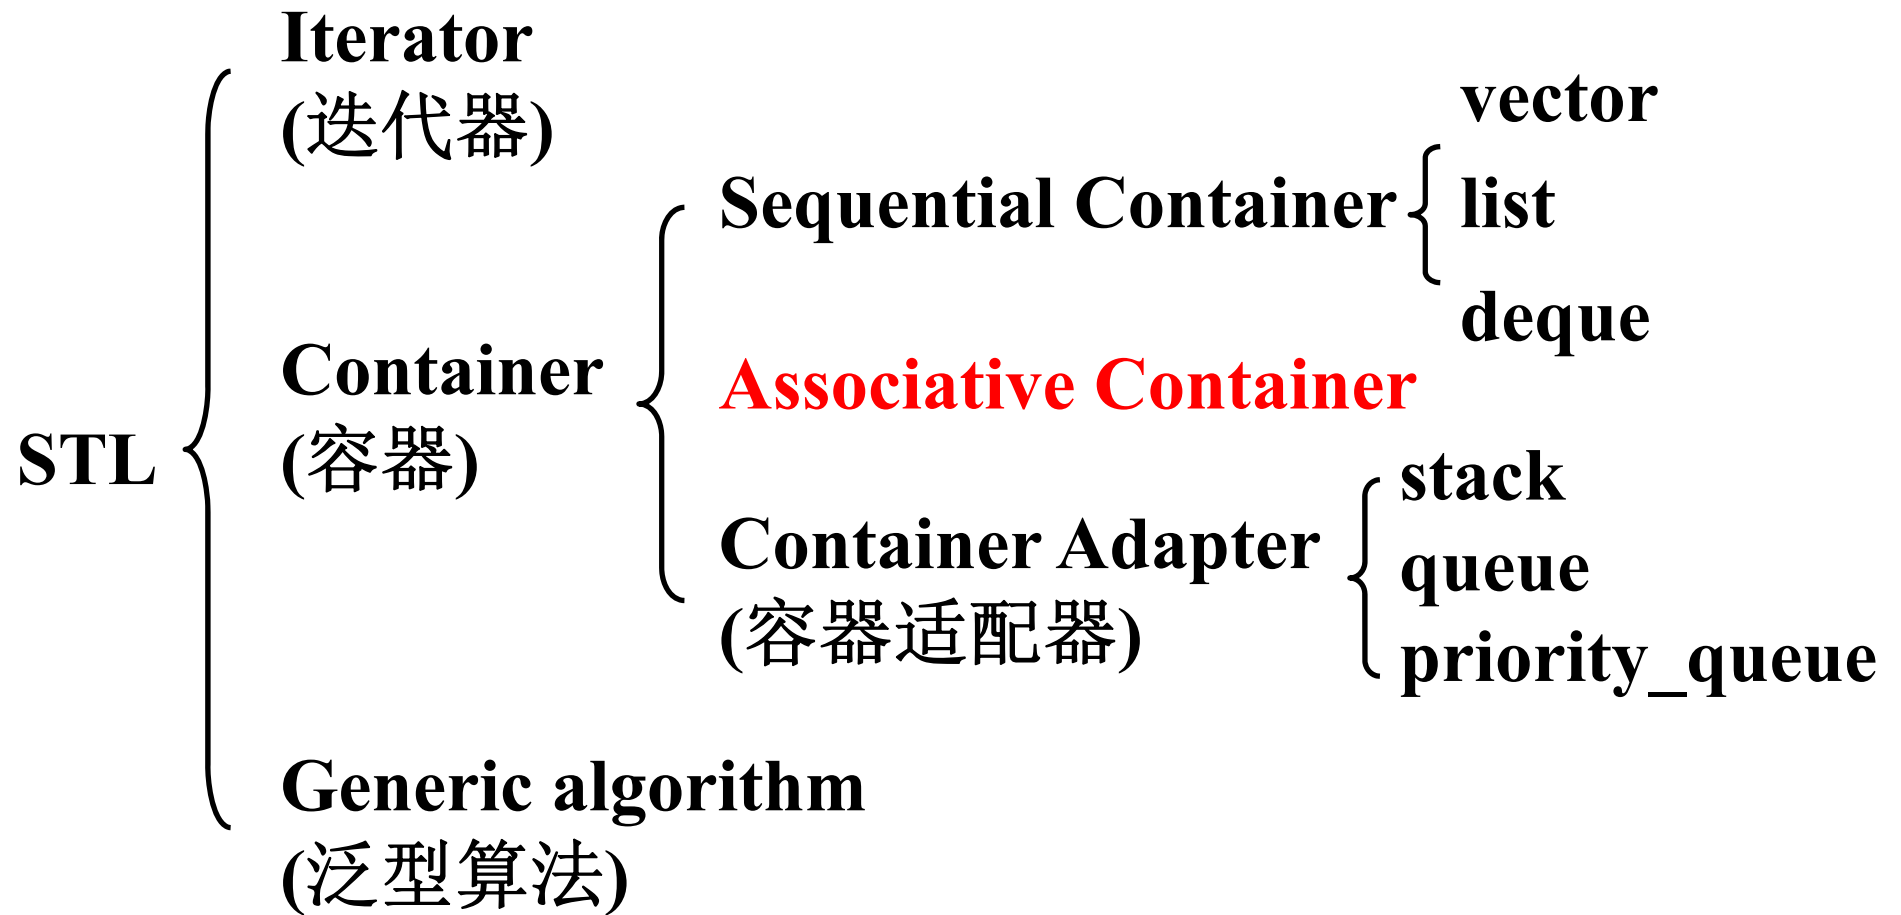 STL
Iterator
(迭代器)
Container
(容器)
Sequential Container
vector
list
deque
Associative Container
Container Adapter
(容器适配器)
stack
queue
priority_queue
Generic algorithm
(泛型算法)